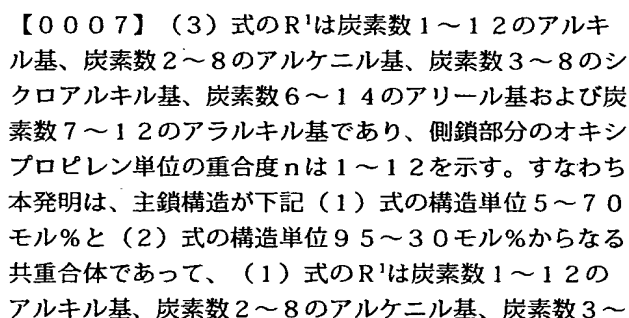 【０００７】（３）式のR¹は炭素数１～１２のアルキ
ル基、炭素数２～８のアルケニル基、炭素数３～８のシ
クロアルキル基、炭素数６～１４のアリール基および炭
素数７～１２のアラルキル基であり、側鎖部分のオキシ
プロピレン単位の重合度ｎは１～１２を示す。すなわち
本発明は、主鎖構造が下記（１）式の構造単位５～７０
モル％と（２）式の構造単位９５～３０モル％からなる
共重合体であって、（１）式のR¹は炭素数１～１２の
アルキル基、炭素数２～８のアルケニル基、炭素数３～